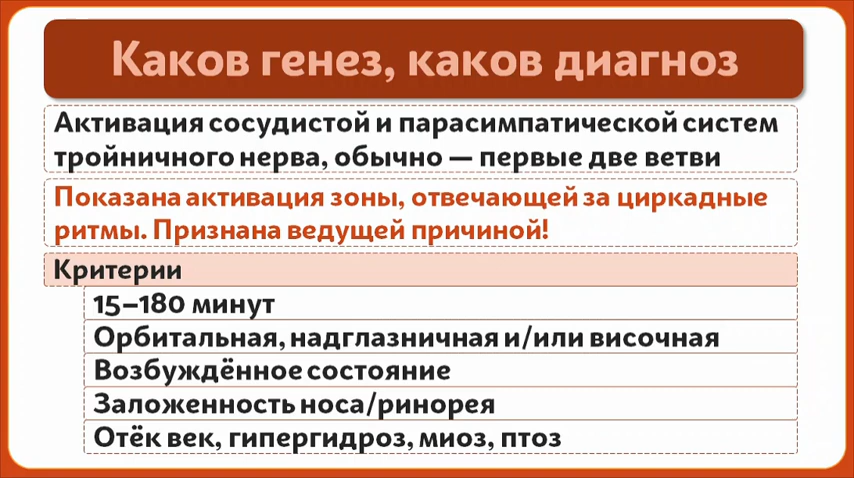 Каков генез, каков диагноз
Активация сосудистой и парасимпатической систем
тройничного нерва, обычно — первые две ветви
Показана активация зоны, отвечающей за циркадные
ритмы. Признана ведущей причиной!
Критерии
15–180 минут
Орбитальная, надглазничная и/или височная
Возбуждённое состояние
Заложенность носа/ринорея
Отёк век, гипергидроз, миоз, птоз